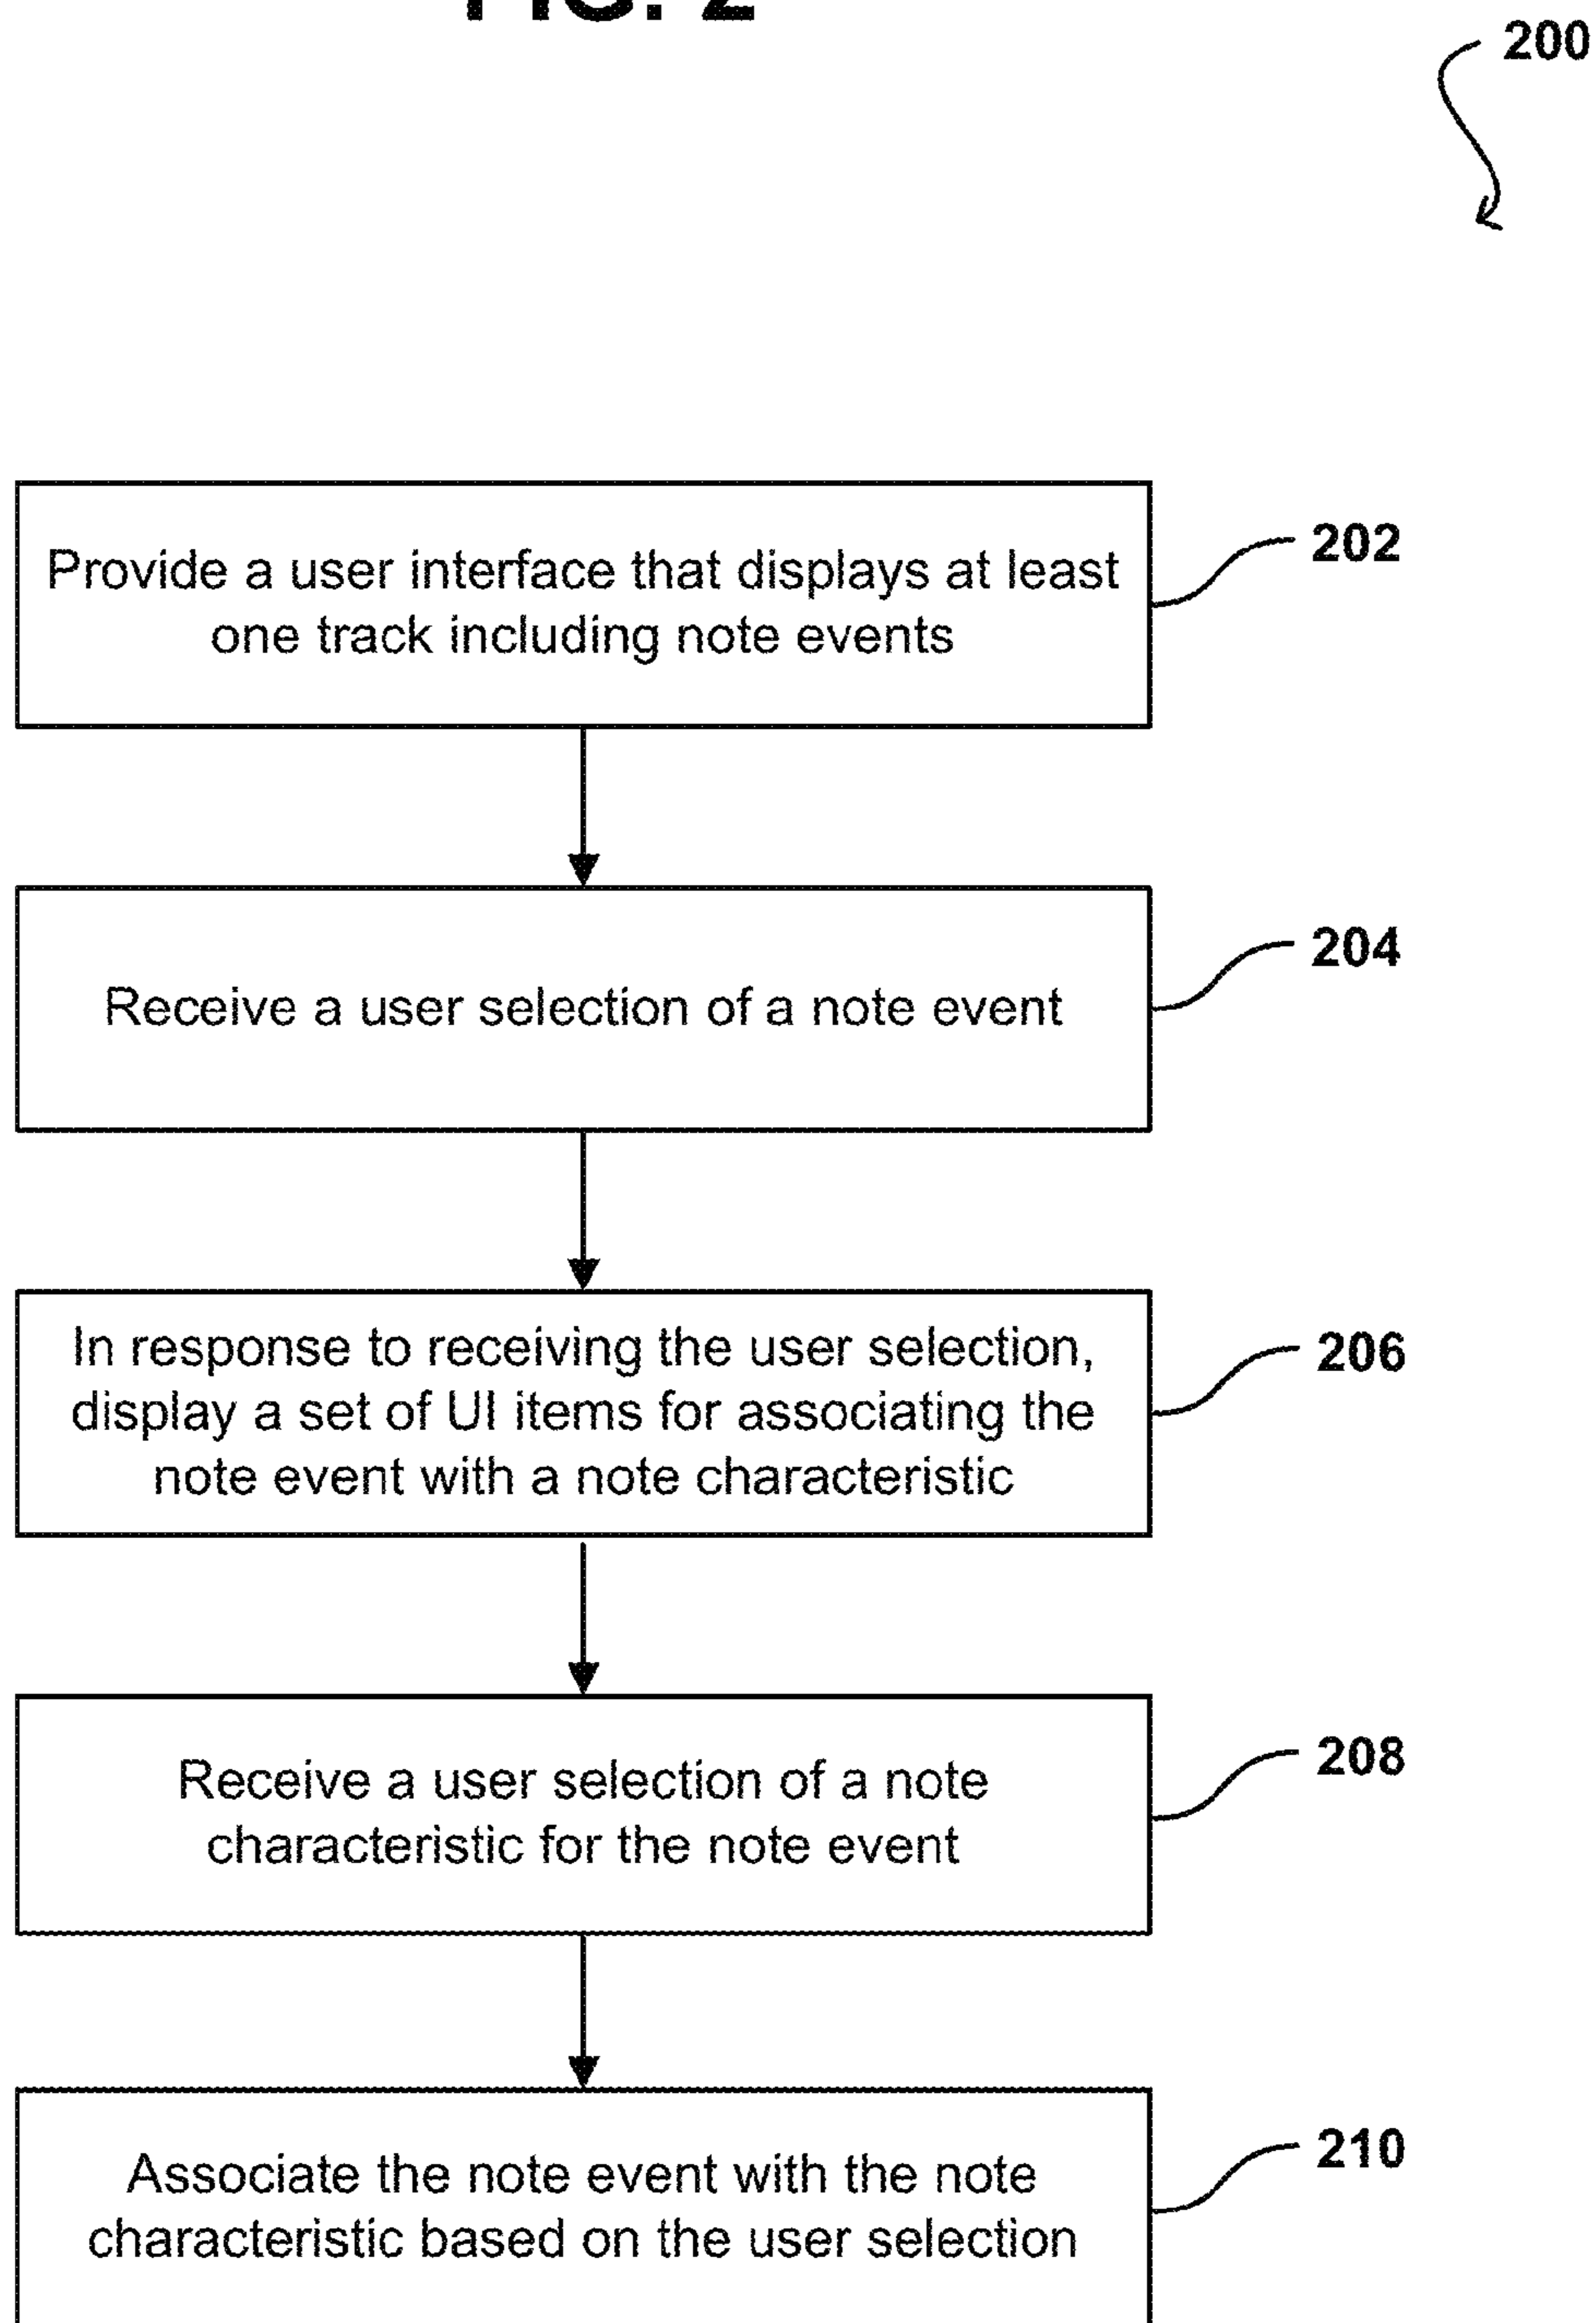 FIG. 2
200
Provide a user interface that displays at least
one track including note events
202
Receive a user selection of a note event
204
In response to receiving the user selection,
display a set of UI items for associating the
note event with a note characteristic
206
Receive a user selection of a note
characteristic for the note event
208
Associate the note event with the note
characteristic based on the user selection
210